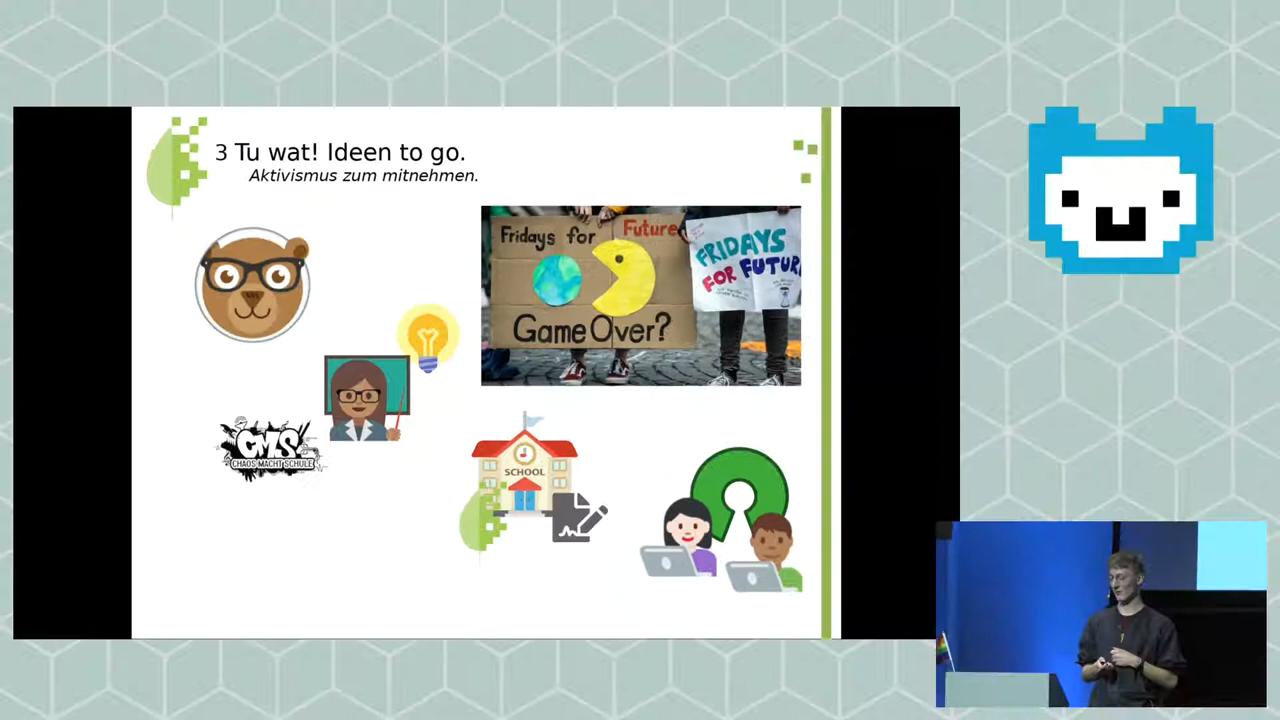 3 Tu wat! Ideen to go.
Aktivismus zum mitnehmen.
Fridays for Future
Game Over?
FRIDAYS
FOR FUTUR
CMS
CHAOS MACHT SCHULE
SCHOOL